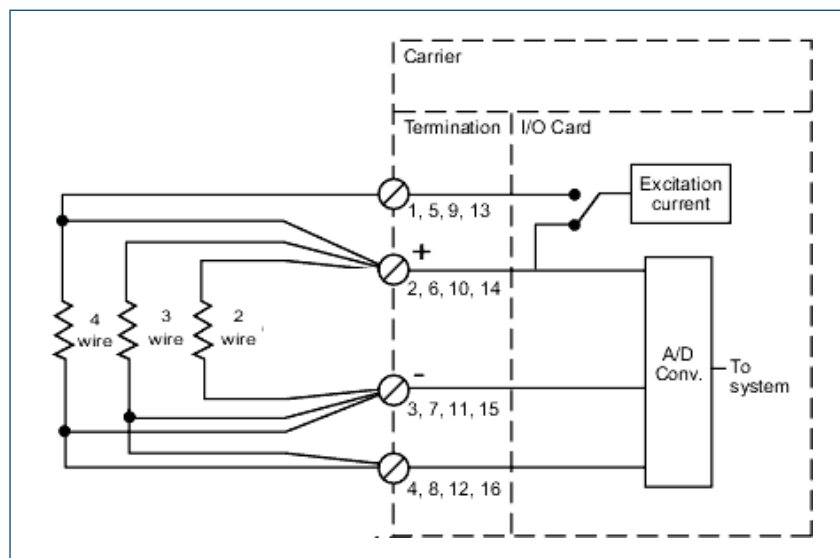 Carrier
Termination
I/O Card
Excitation
current
1, 5, 9, 13
+
2, 6, 10, 14
4
wire
3
wire
2
wire
A/D
Conv.
To
system
-
3, 7, 11, 15
4, 8, 12, 16